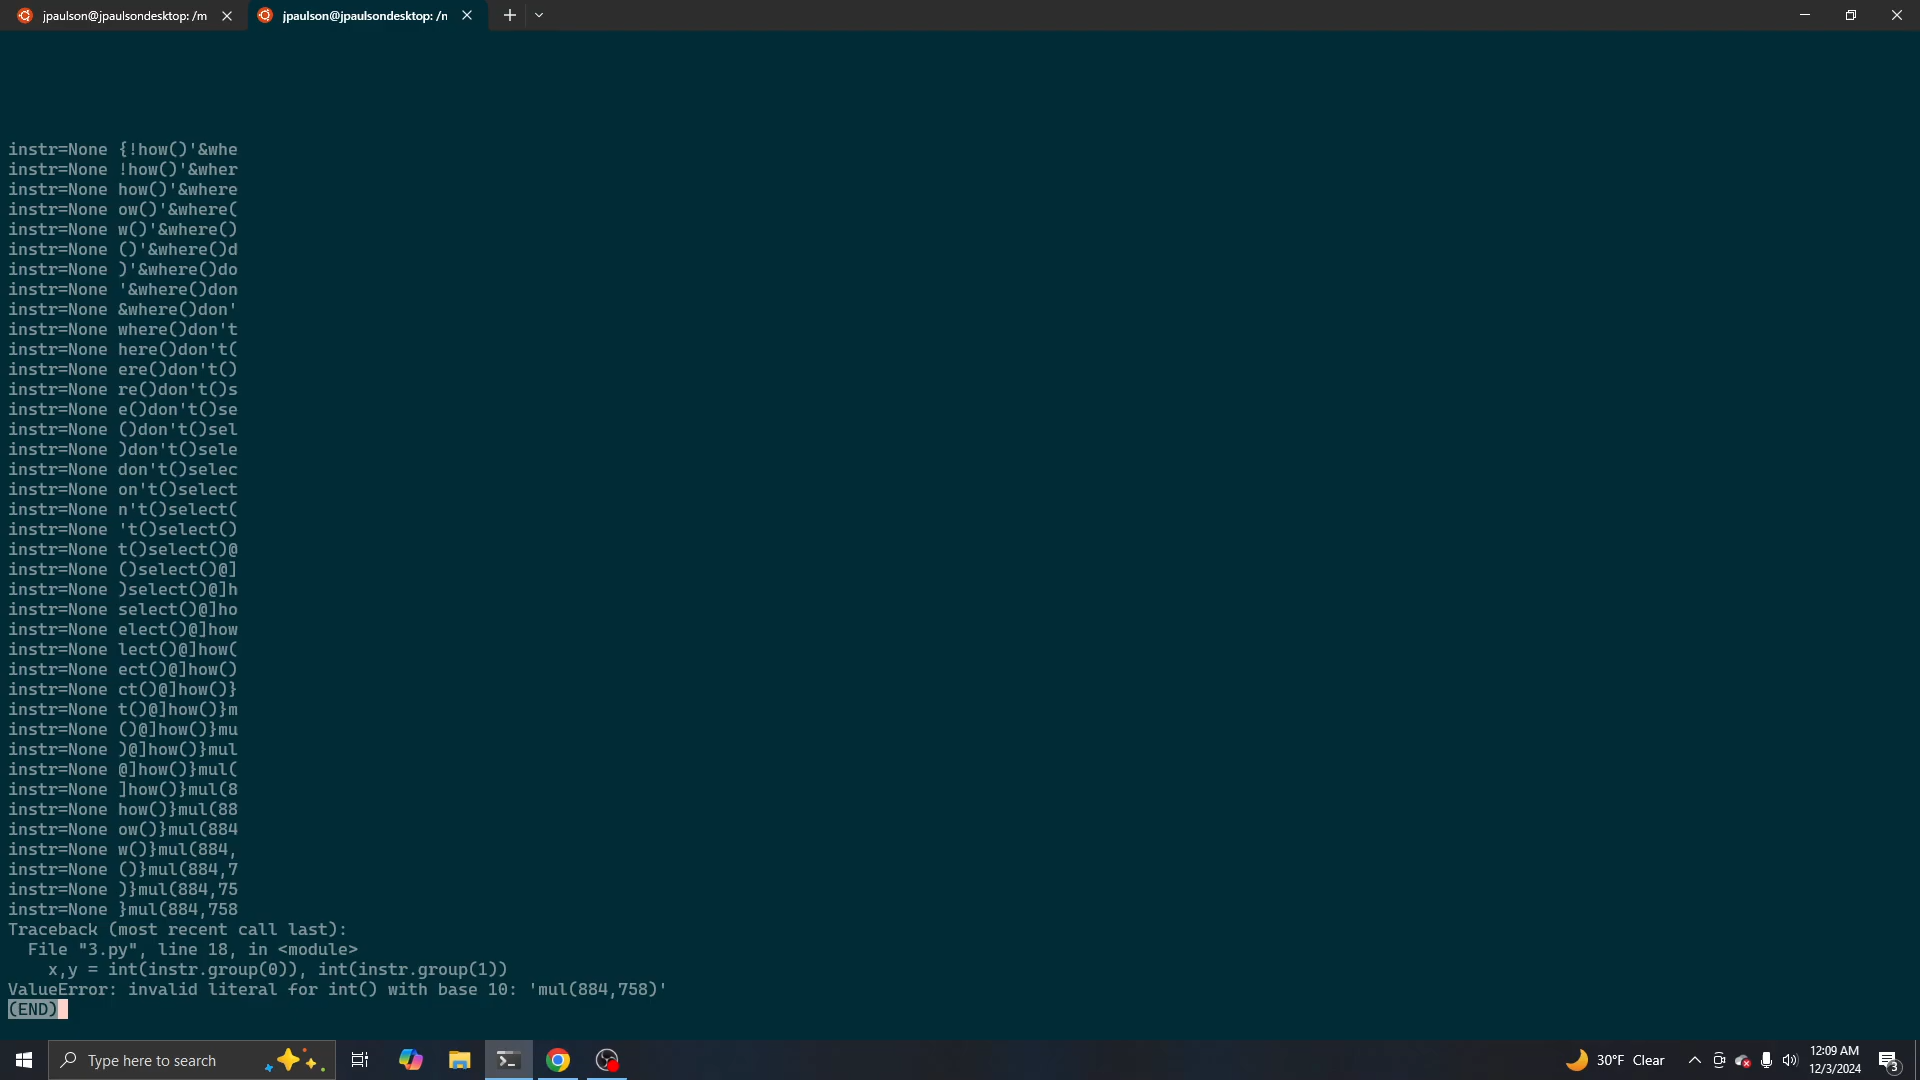 jpaulson@jpaulsondesktop: /m
jpaulson@jpaulsondesktop: /n
instr=None {!how()'&whe
instr=None !how()'&wher
instr=None how()'&where
instr=None ow()'&where(
instr=None w()'&where()
instr=None ()'&where()d
instr=None )'&where()do
instr=None '&where()don
instr=None &where()don'
instr=None where()don't
instr=None here()don't(
instr=None ere()don't()
instr=None re()don't()s
instr=None e()don't()se
instr=None ()don't()sel
instr=None )don't()sele
instr=None don't()selec
instr=None on't()select
instr=None n't()select(
instr=None 't()select()
instr=None t()select()@
instr=None ()select()@]
instr=None )select()@]h
instr=None select()@]ho
instr=None elect()@]how
instr=None lect()@]how(
instr=None ect()@]how()
instr=None ct()@]how()}
instr=None t()@]how()}m
instr=None ()@]how()}mu
instr=None )@]how()}mul
instr=None @]how()}mul(
instr=None ]how()}mul(8
instr=None how()}mul(88
instr=None ow()}mul(884
instr=None w()}mul(884,
instr=None ()}mul(884,7
instr=None )}mul(884,75
instr=None }mul(884,758
Traceback (most recent call last):
  File "3.py", line 18, in <module>
    x,y = int(instr.group(0)), int(instr.group(1))
ValueError: invalid literal for int() with base 10: 'mul(884,758)'
(END)
Type here to search
30°F Clear
12:09 AM
12/3/2024
3